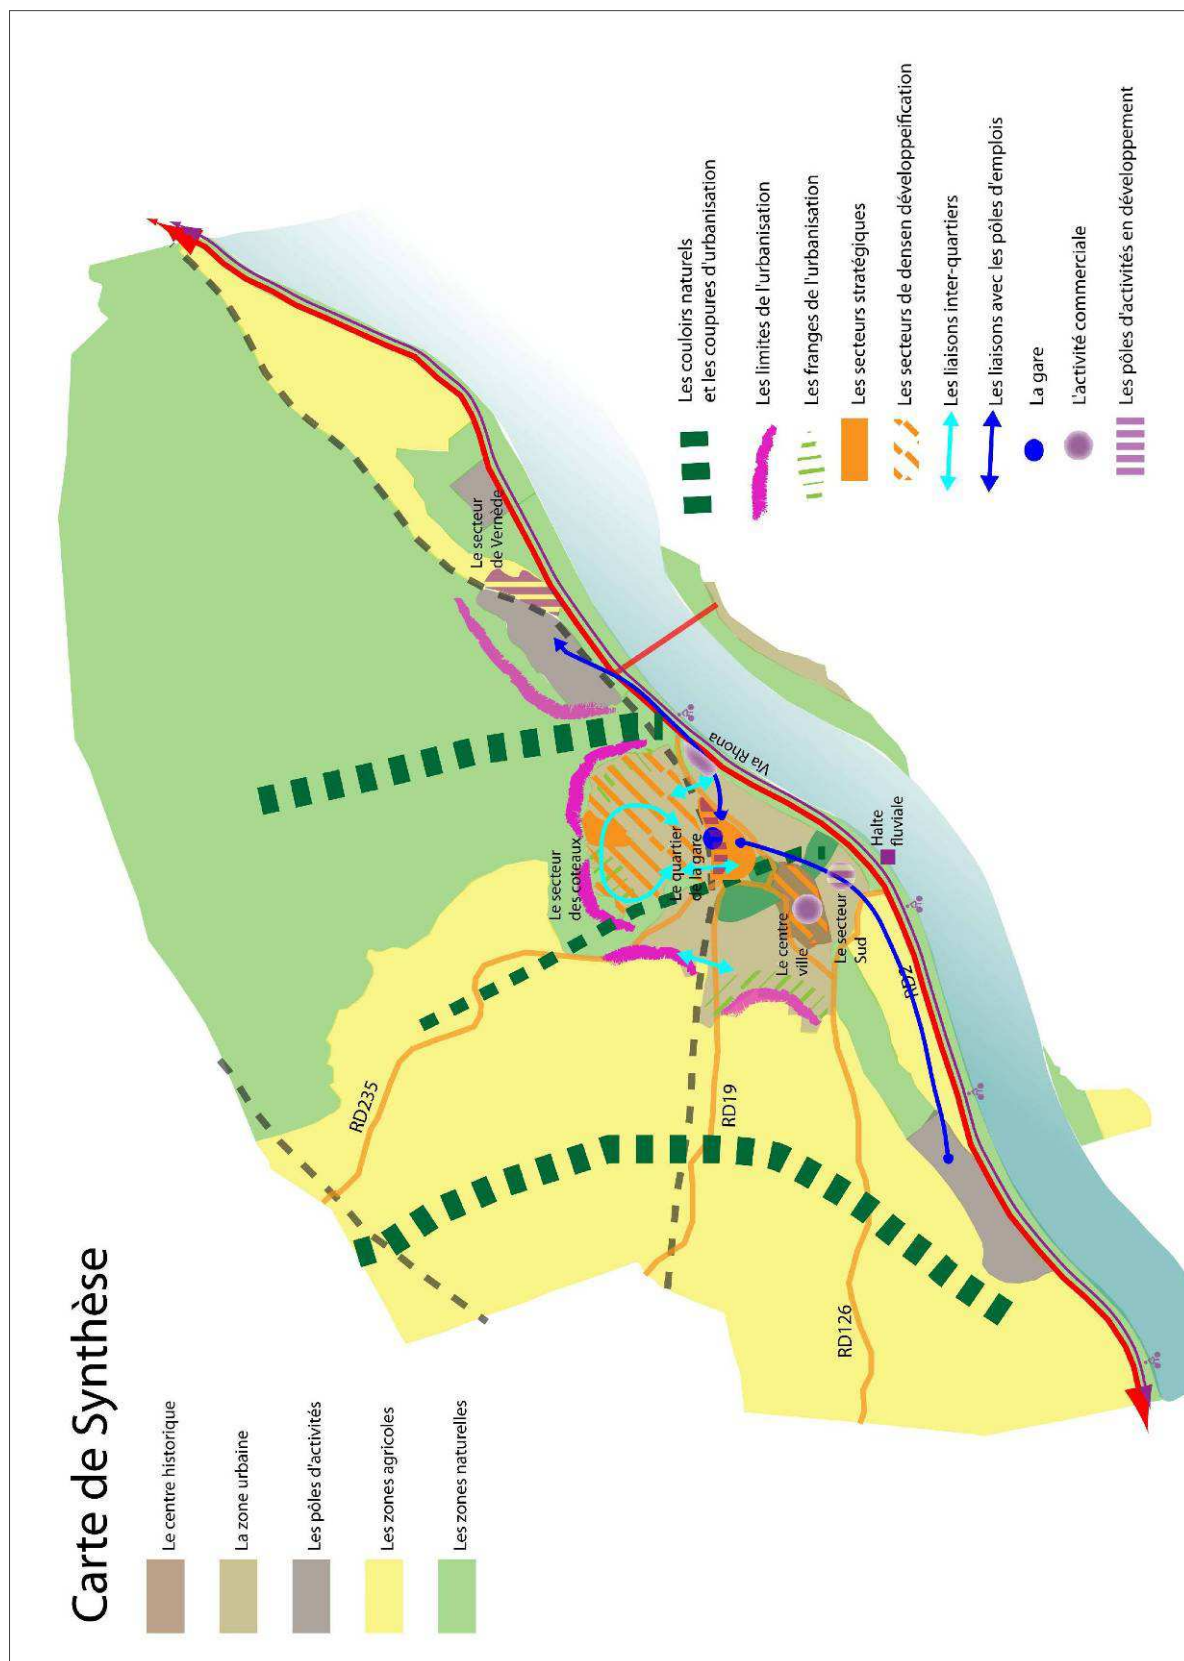 Carte de Synthèse
Le centre historique
La zone urbaine
Les pôles d'activités
Les zones agricoles
Les zones naturelles
RD235
RD19
RD126
RD2
Le secteur
des coteaux
Le quartier
de la gare
Le centre
ville
Le secteur
Sud
Le secteur
de Vernède
Via Rhona
Halte
fluviale
Les couloirs naturels
et les coupures d'urbanisation
Les limites de l'urbanisation
Les franges de l'urbanisation
Les secteurs stratégiques
Les secteurs de densen développeification
Les liaisons inter-quartiers
Les liaisons avec les pôles d'emplois
La gare
L'activité commerciale
Les pôles d'activités en développement